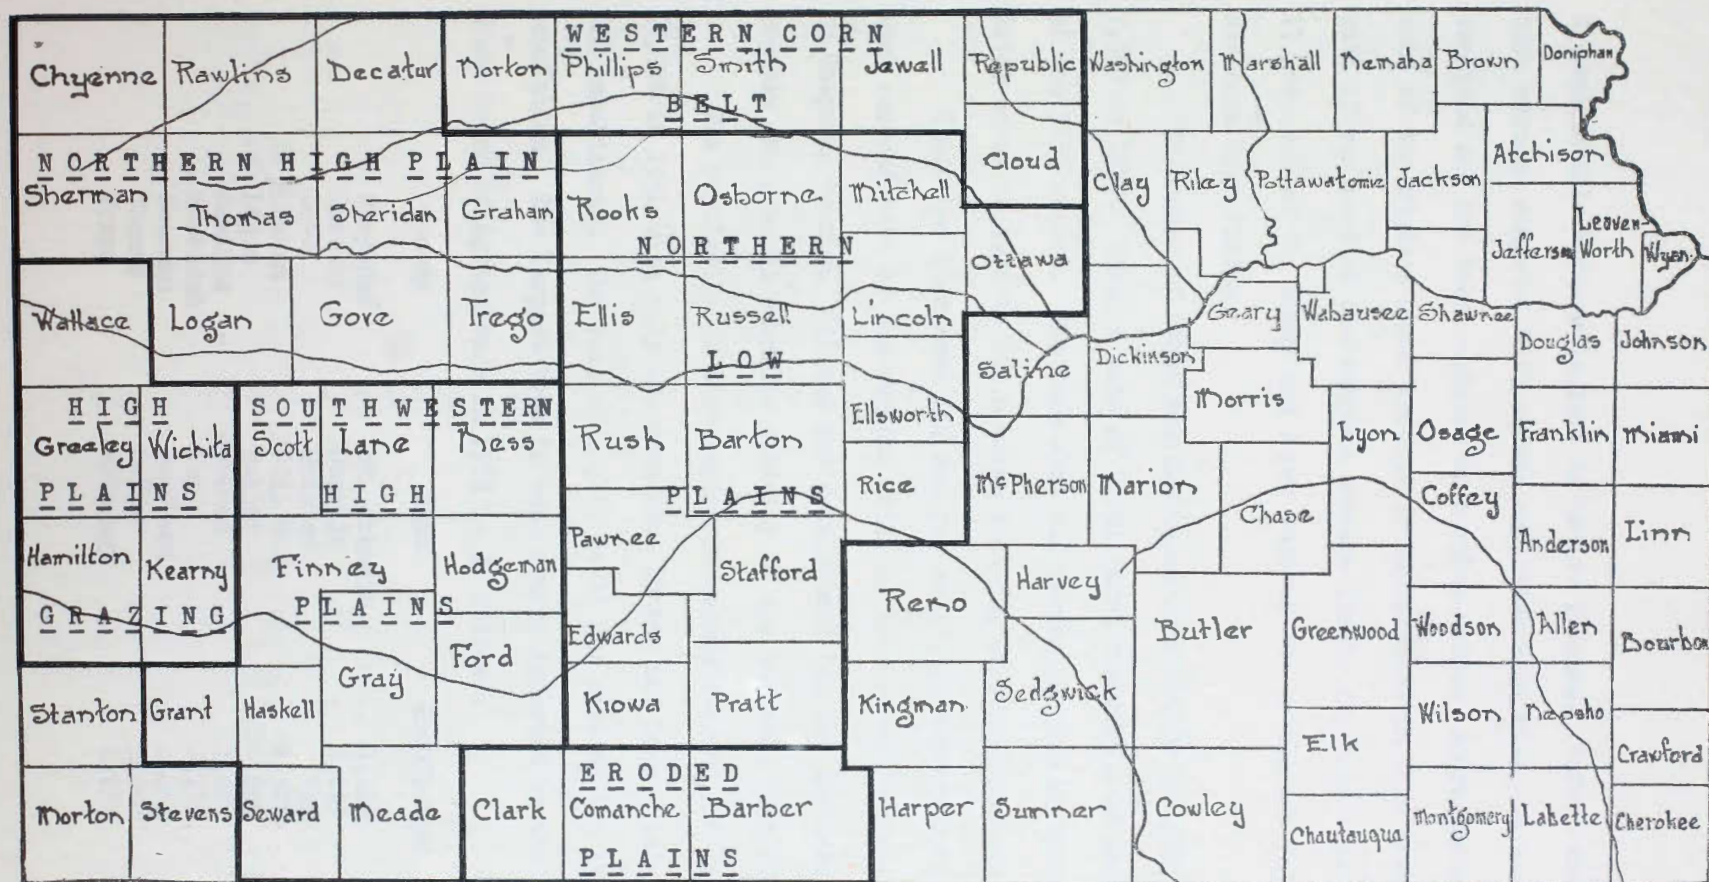 WESTERN CORN
Chyenne Rawlins Decatur Norton Phillips Smith Jewell Republic Washington Marshall Nemaha Brown Doniphan
BELT
NORTHERN HIGH PLAIN
Cloud Atchison
Sherman Thomas Sheridan Graham Rooks Osborne Mitchell Clay Riley Pottawatomie Jackson
NORTHERN
Ottawa Jefferson Leaven-
Worth Wyan.
Wallace Logan Gove Trego Ellis Russell Lincoln Geary Wabausee Shawnee
Douglas Johnson
LOW
Saline Dickinson
Morris
HIGH SOUTHWESTERN
Ellsworth
Greeley Wichita Scott Lane Ness Rush Barton Lyon Osage Franklin Miami
PLAINS HIGH PLAINS
Rice McPherson Marion Coffey
Chase
Hamilton Kearny Finney Hodgeman Pawnee Stafford Harvey Anderson Linn
GRAZING PLAINS
Reno
Edwards Butler Greenwood Woodson Allen Bourbon
Ford
Gray
Stanton Grant Haskell Kiowa Pratt Kingman Sedgwick Wilson Neosho
Elk Crawford
ERODED
Morton Stevens Seward Meade Clark Comanche Barber Harper Sumner Cowley Montgomery Labette Cherokee
Chautauqua
PLAINS